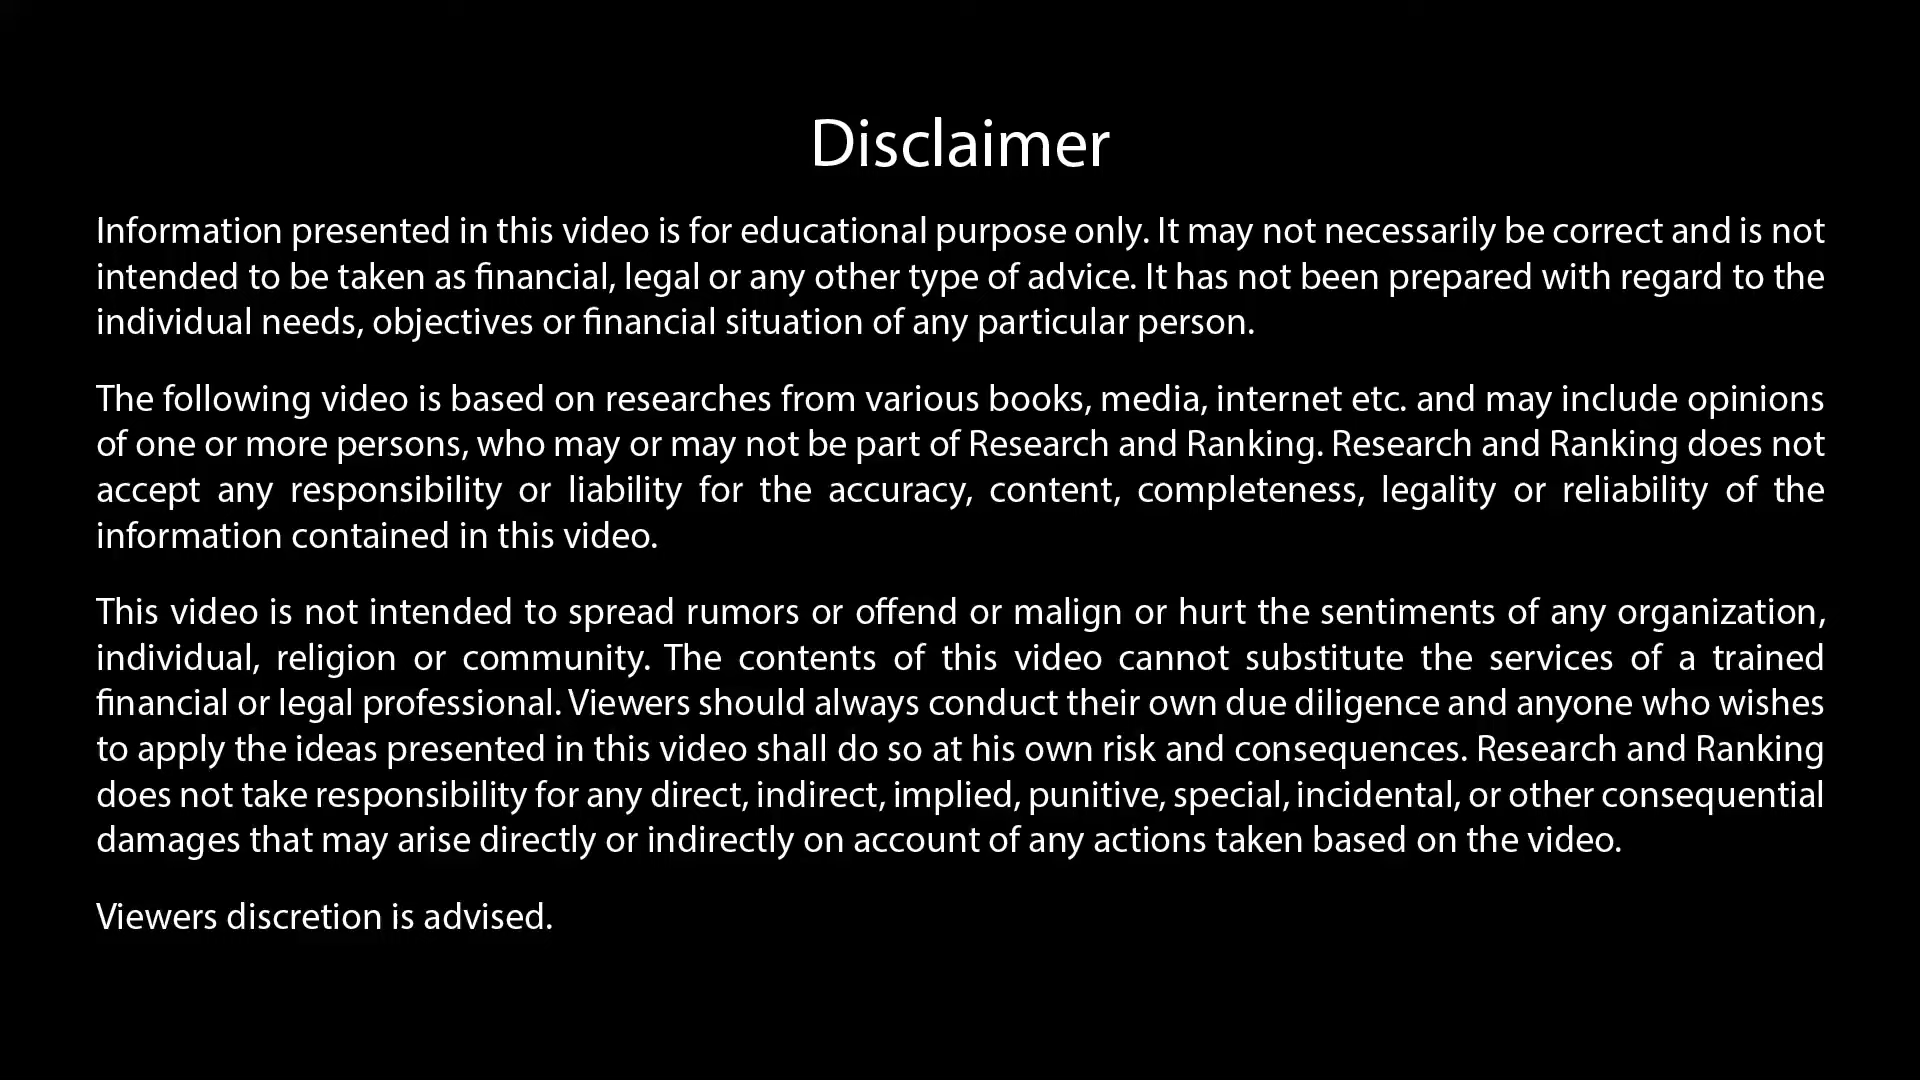 Disclaimer
Information presented in this video is for educational purpose only. It may not necessarily be correct and is not
intended to be taken as financial, legal or any other type of advice. It has not been prepared with regard to the
individual needs, objectives or financial situation of any particular person.
The following video is based on researches from various books, media, internet etc. and may include opinions
of one or more persons, who may or may not be part of Research and Ranking. Research and Ranking does not
accept any responsibility or liability for the accuracy, content, completeness, legality or reliability of the
information contained in this video.
This video is not intended to spread rumors or offend or malign or hurt the sentiments of any organization,
individual, religion or community. The contents of this video cannot substitute the services of a trained
financial or legal professional. Viewers should always conduct their own due diligence and anyone who wishes
to apply the ideas presented in this video shall do so at his own risk and consequences. Research and Ranking
does not take responsibility for any direct, indirect, implied, punitive, special, incidental, or other consequential
damages that may arise directly or indirectly on account of any actions taken based on the video.
Viewers discretion is advised.